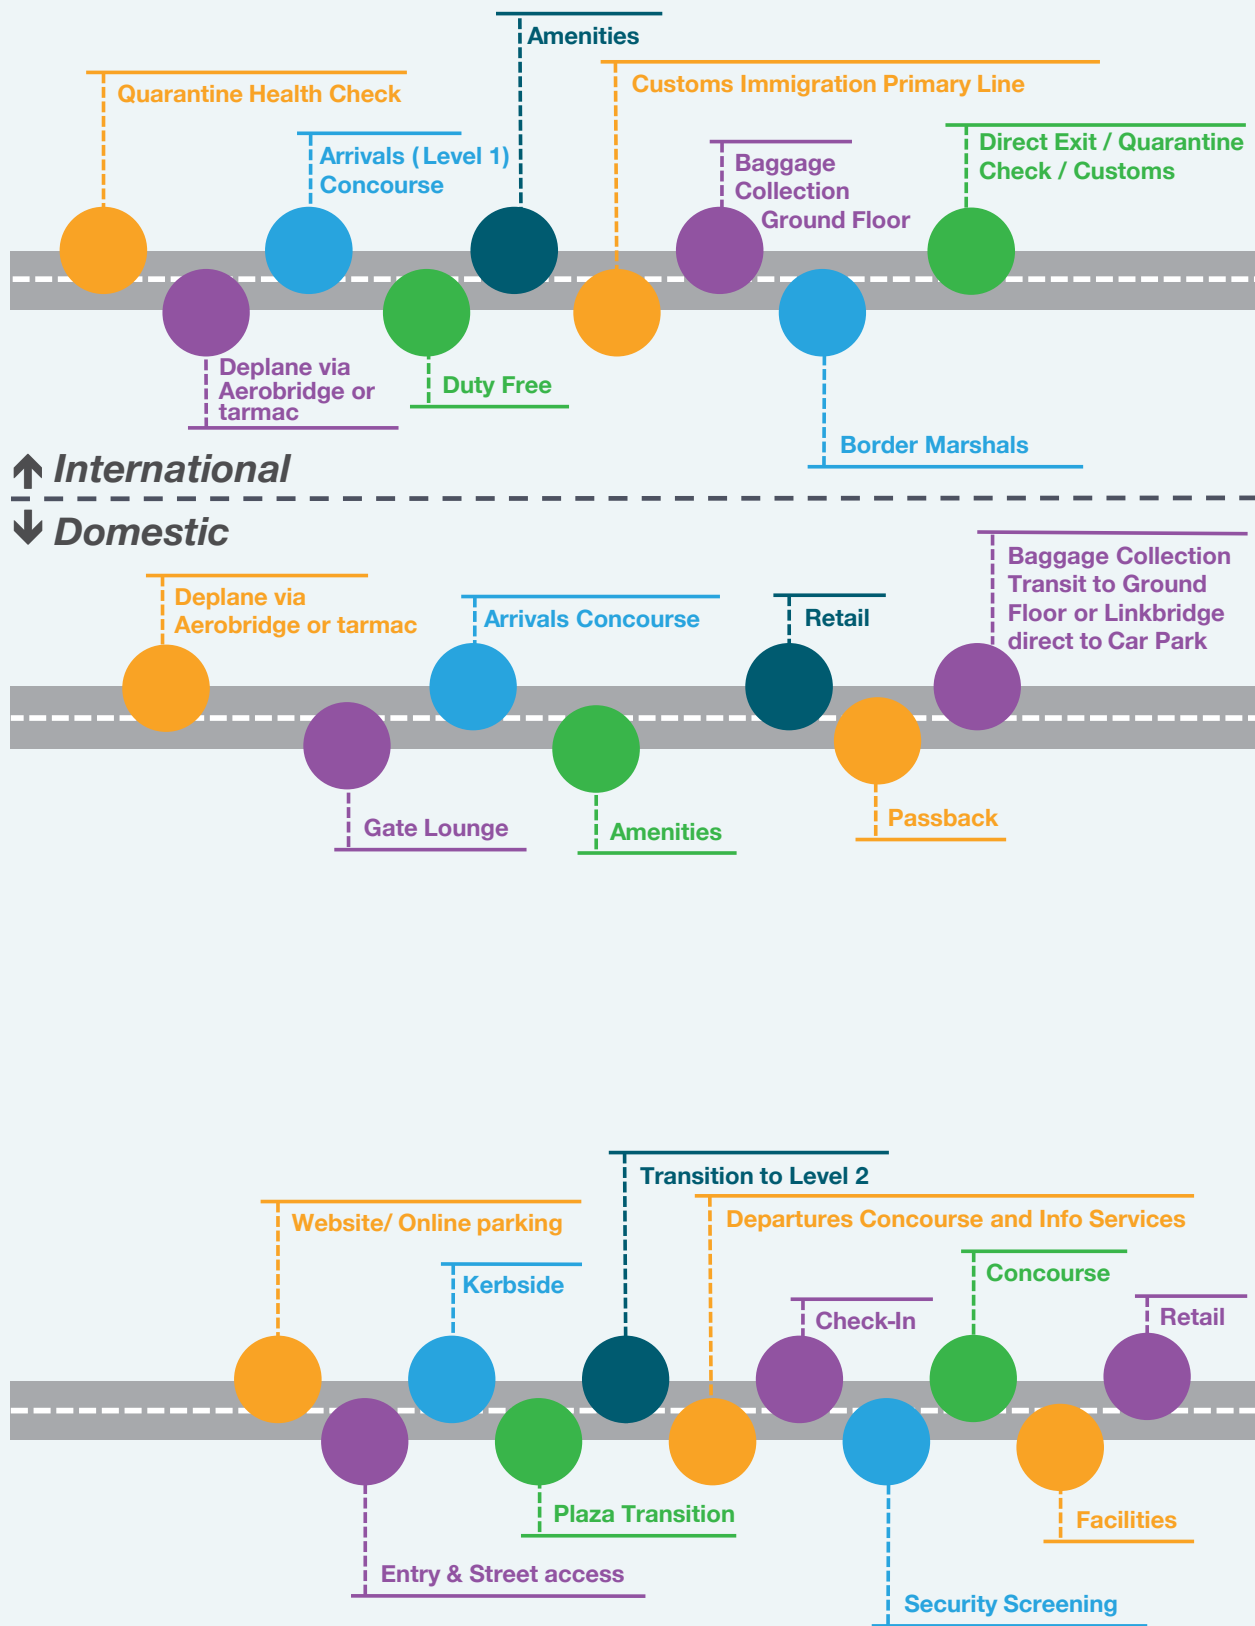 Amenities
Quarantine Health Check
Customs Immigration Primary Line
Arrivals (Level 1)
Concourse
Baggage
Collection
Ground Floor
Direct Exit / Quarantine
Check / Customs
Deplane via
Aerobridge or
tarmac
Duty Free
Border Marshals
International
Domestic
Deplane via
Aerobridge or tarmac
Arrivals Concourse
Retail
Baggage Collection
Transit to Ground
Floor or Linkbridge
direct to Car Park
Gate Lounge
Amenities
Passback
Transition to Level 2
Website/ Online parking
Departures Concourse and Info Services
Kerbside
Concourse
Check-In
Retail
Plaza Transition
Facilities
Entry & Street access
Security Screening